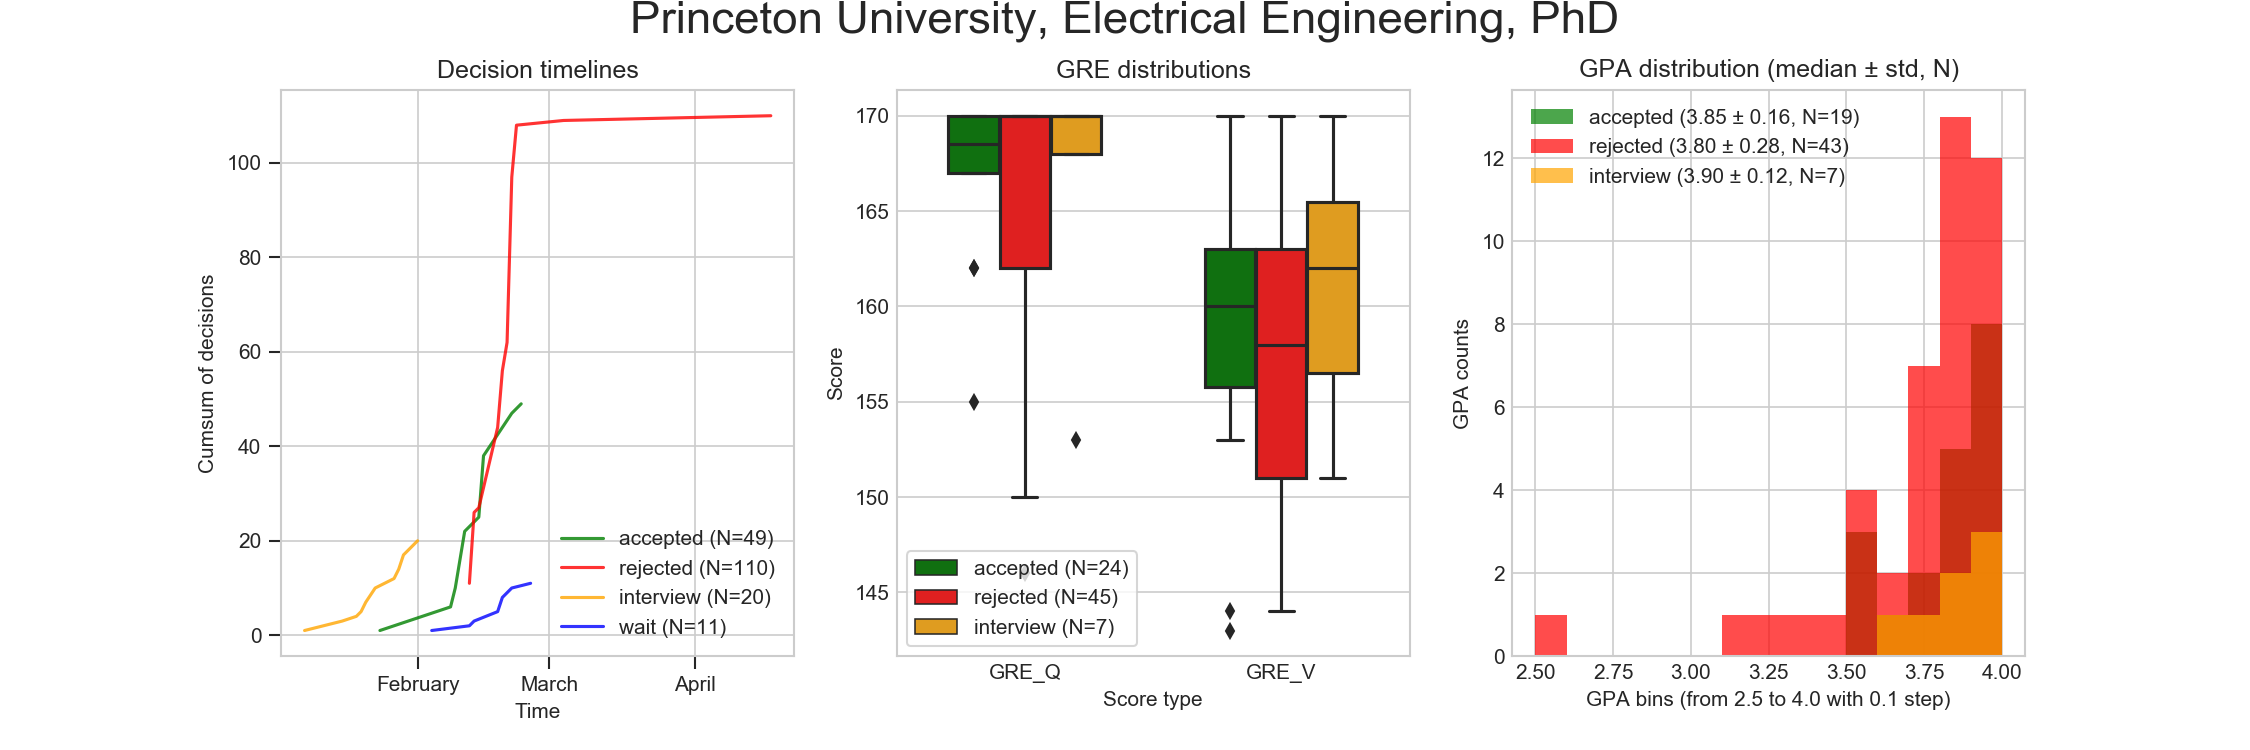 Princeton University, Electrical Engineering, PhD
Decision timelines
Cumsum of decisions
100
80
60
40
20
0
accepted (N=49)
rejected (N=110)
interview (N=20)
wait (N=11)
February
March
April
Time
GRE distributions
Score
170
165
160
155
150
145
accepted (N=24)
rejected (N=45)
interview (N=7)
GRE_Q
GRE_V
Score type
GPA distribution (median ± std, N)
GPA counts
accepted (3.85 ± 0.16, N=19)
rejected (3.80 ± 0.28, N=43)
interview (3.90 ± 0.12, N=7)
12
10
8
6
4
2
0
2.50
2.75
3.00
3.25
3.50
3.75
4.00
GPA bins (from 2.5 to 4.0 with 0.1 step)